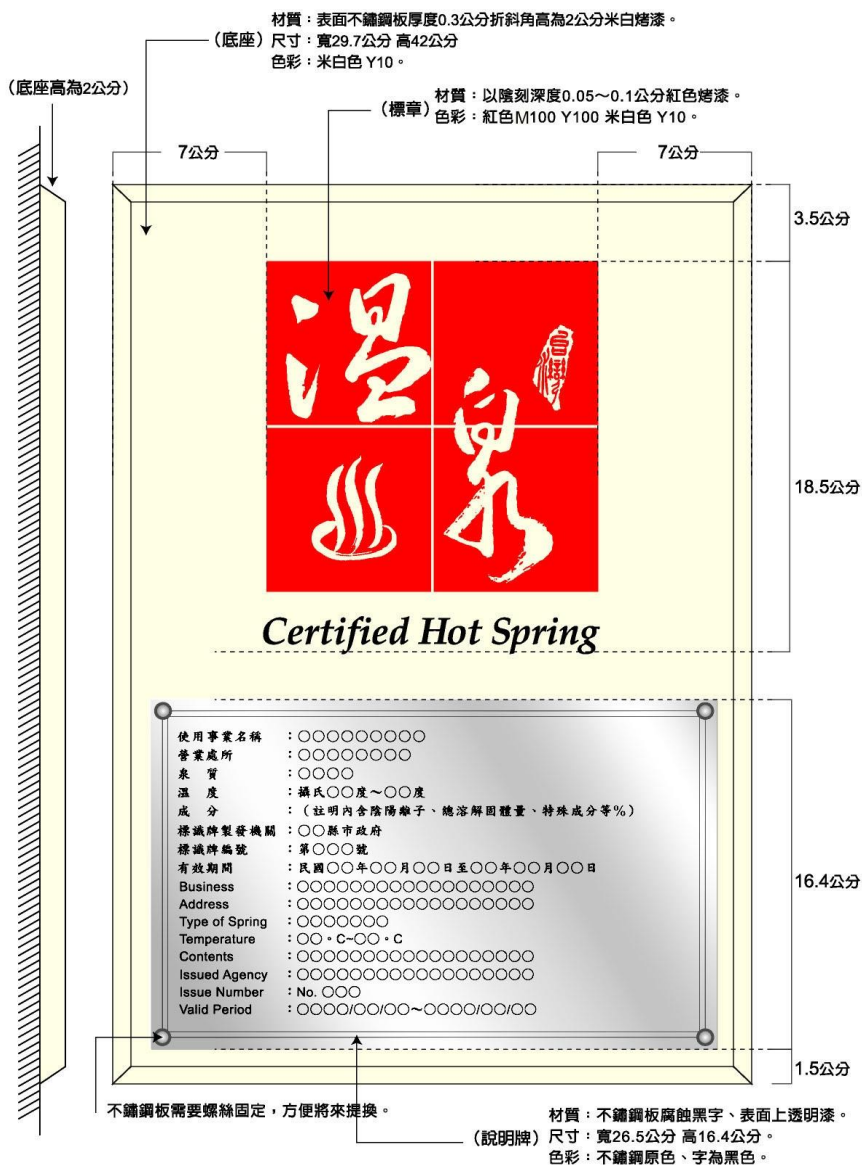 材質：表面不鏽鋼板厚度0.3公分折斜角高為2公分米白烤漆。
（底座）尺寸：寬29.7公分 高42公分
色彩：米白色 Y10。
（底座高為2公分）
材質：以陰刻深度0.05～0.1公分紅色烤漆。
（標章）色彩：紅色M100 Y100 米白色 Y10。
7公分
7公分
3.5公分
溫泉
台灣
18.5公分
Certified Hot Spring
使用事業名稱：○○○○○○○○○
營業處所：○○○○○○○○
泉質：○○○○
溫度：攝氏○○度～○○度
成分：（註明內含陰陽離子、總溶解固體量、特殊成分等%）
標識牌製發機關：○○縣市政府
標識牌編號：第○○○號
有效期間：民國○○年○○月○○日至○○年○○月○○日
Business：○○○○○○○○○○○○○○○○○
Address：○○○○○○○○○○○○○○○○○
Type of Spring：○○○○○○○
Temperature：○○。C~○○。C
Contents：○○○○○○○○○○○○○○○○○
Issued Agency：○○○○○○○○○○○○○○○○○
Issue Number：No. ○○○
Valid Period：○○○○/○○/○○～○○○○/○○/○○
16.4公分
1.5公分
不鏽鋼板需要螺絲固定，方便將來提換。
材質：不鏽鋼板腐蝕黑字、表面上透明漆。
（說明牌）尺寸：寬26.5公分 高16.4公分。
色彩：不鏽鋼原色、字為黑色。